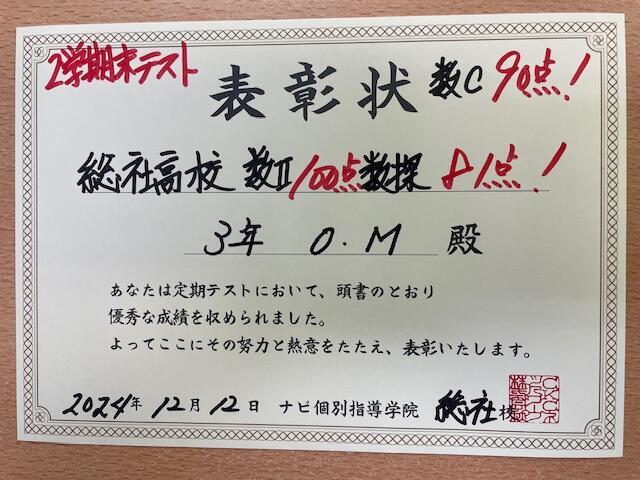 2学期末テスト
表彰状 数C 90点!
総社高校 数II 100点 数探 81点!
3年 O.M 殿
あなたは定期テストにおいて、頭書のとおり
優秀な成績を収められました。
よってここにその努力と熱意をたたえ、表彰いたします。
2024年 12月 12日 ナビ個別指導学院 総社校